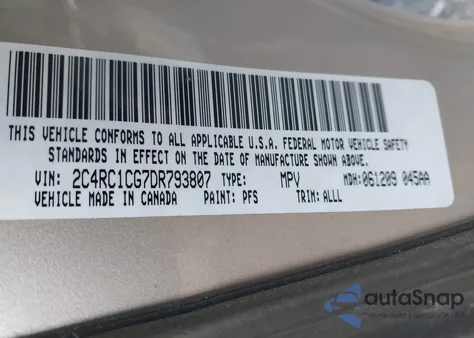 THIS VEHICLE CONFORMS TO ALL APPLICABLE U.S.A. FEDERAL MOTOR VEHICLE SAFETY
STANDARDS IN EFFECT ON THE DATE OF MANUFACTURE SHOWN ABOVE.
VIN: 2C4RC1CG7DR793807 TYPE: MPV MDH:061209 045AA
VEHICLE MADE IN CANADA PAINT: PFS TRIM: ALLL
autoSnap